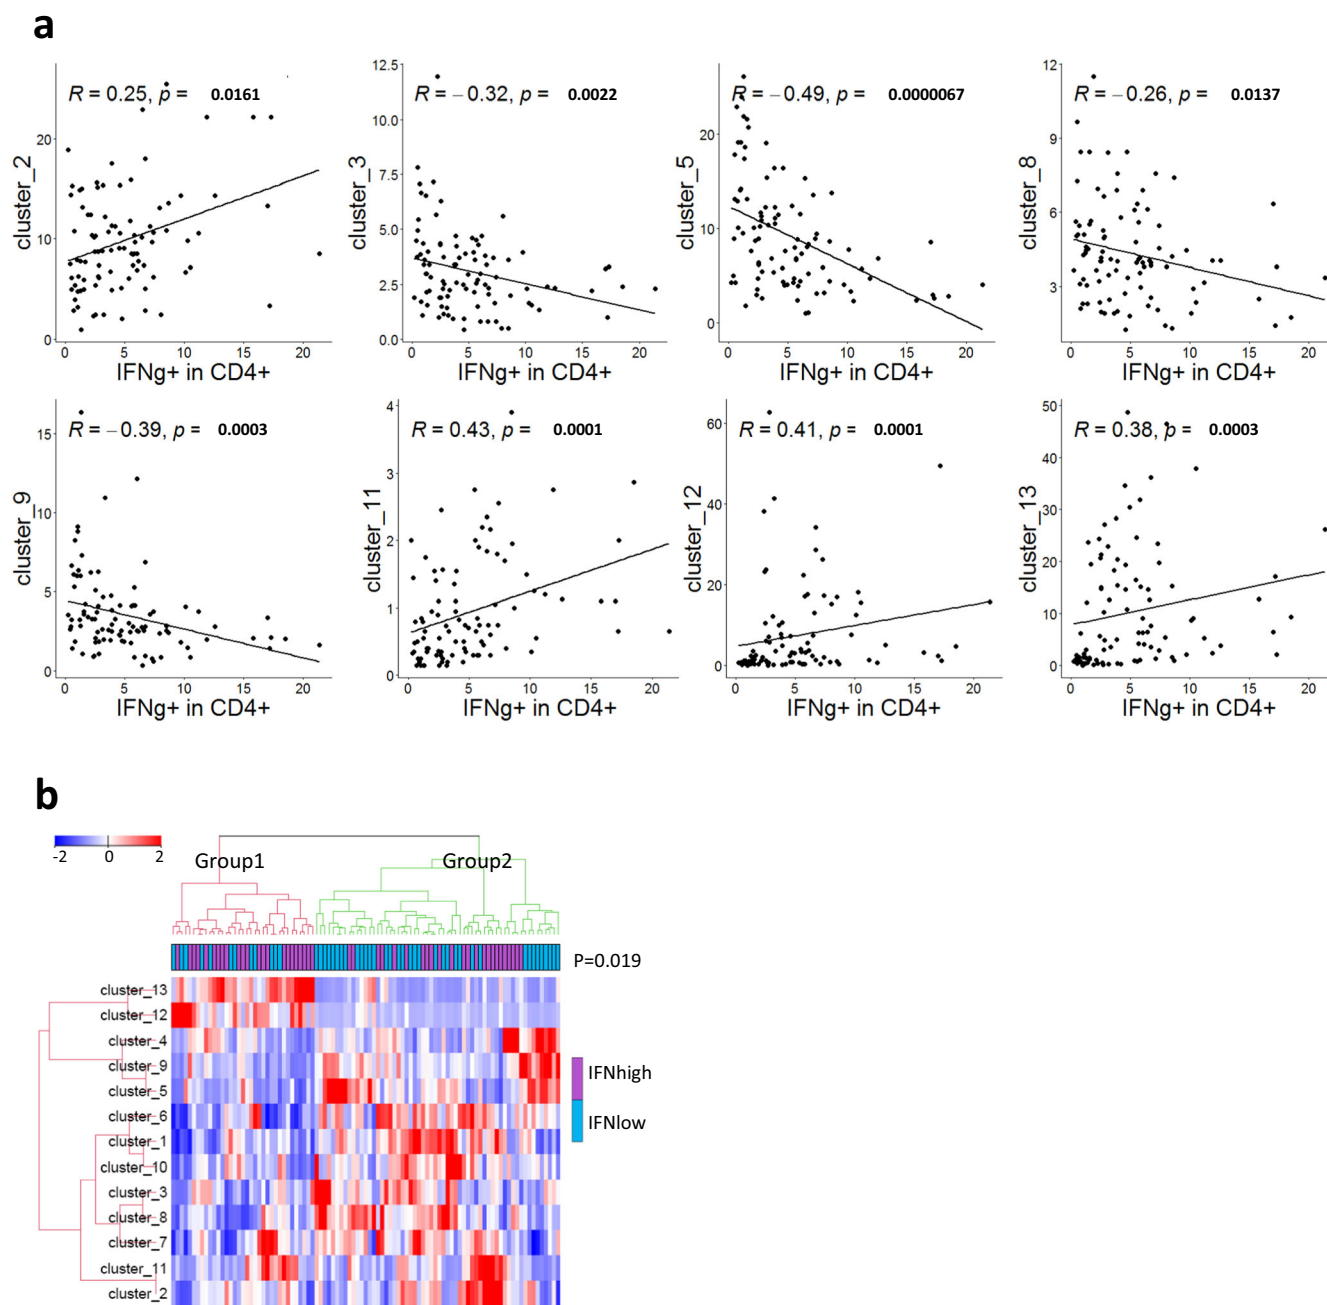 a
R = 0.25, p = 0.0161
cluster_2
20
10
0
0 5 10 15 20
IFNg+ in CD4+
R = −0.32, p = 0.0022
cluster_3
12.5
10.0
7.5
5.0
2.5
0.0
0 5 10 15 20
IFNg+ in CD4+
R = −0.49, p = 0.0000067
cluster_5
20
10
0
0 5 10 15 20
IFNg+ in CD4+
R = −0.26, p = 0.0137
cluster_8
12
9
6
3
0 5 10 15 20
IFNg+ in CD4+
R = −0.39, p = 0.0003
cluster_9
15
10
5
0
0 5 10 15 20
IFNg+ in CD4+
R = 0.43, p = 0.0001
cluster_11
4
3
2
1
0
0 5 10 15 20
IFNg+ in CD4+
R = 0.41, p = 0.0001
cluster_12
60
40
20
0
0 5 10 15 20
IFNg+ in CD4+
R = 0.38, p = 0.0003
cluster_13
50
40
30
20
10
0
0 5 10 15 20
IFNg+ in CD4+
b
-2 0 2
Group1 Group2
P=0.019
cluster_13
cluster_12
cluster_4
cluster_9
cluster_5
cluster_6
cluster_1
cluster_10
cluster_3
cluster_8
cluster_7
cluster_11
cluster_2
IFNhigh
IFNlow